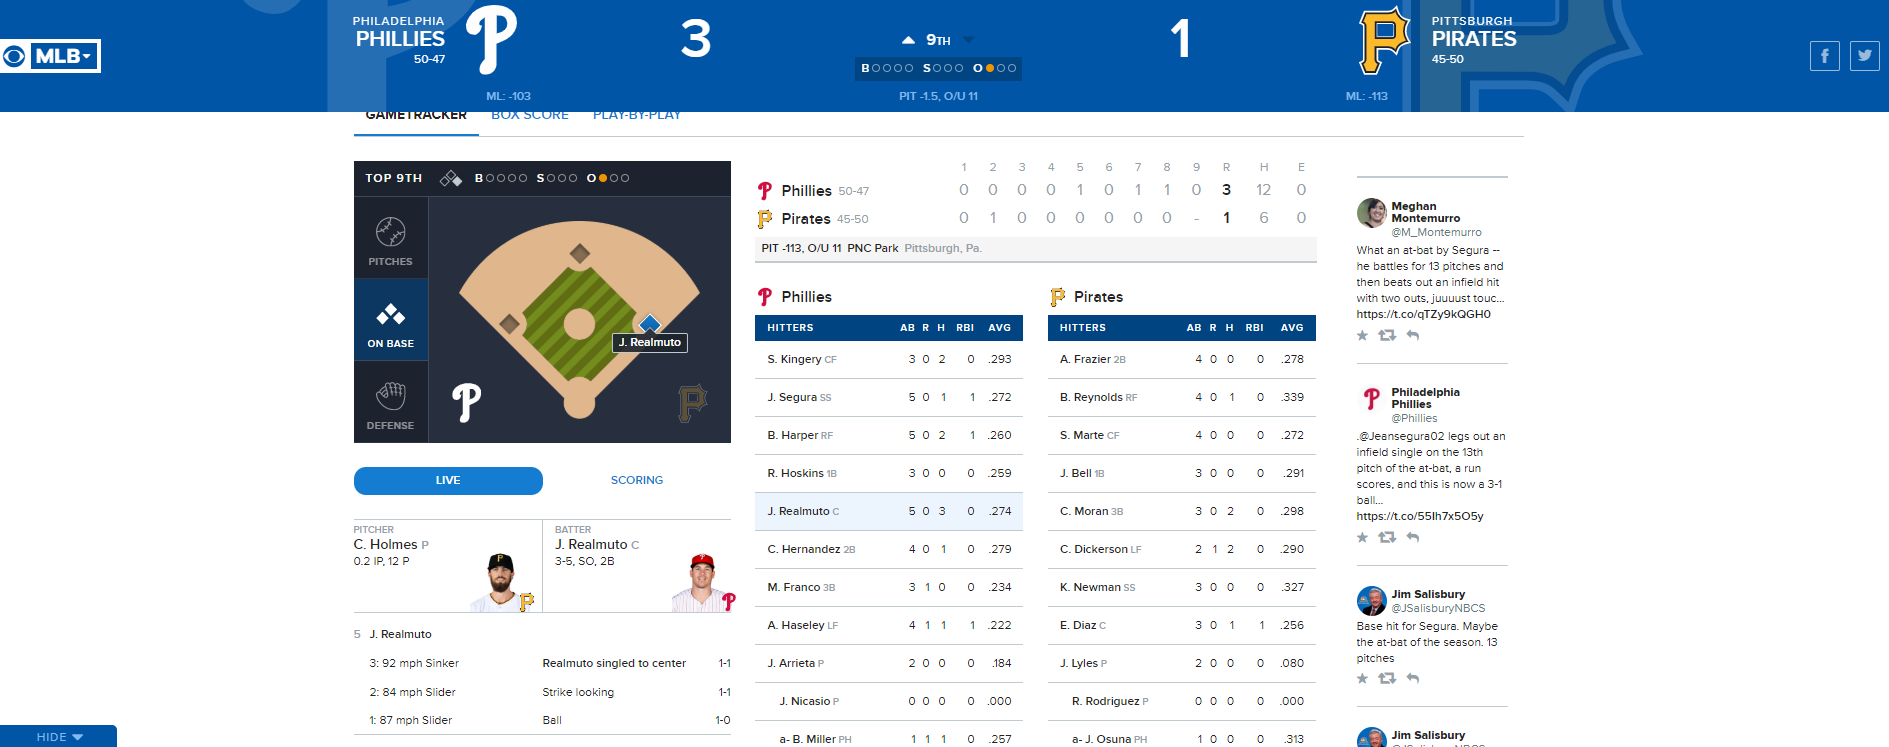 PHILADELPHIA
PHILLIES
50-47
3
9TH
1
PITTSBURGH
PIRATES
45-50
MLB
B S O
ML: -103
PIT -1.5, O/U 11
ML: -113
GAMETRACKER BOX SCORE PLAY-BY-PLAY
TOP 9TH B S O
PITCHES
ON BASE
DEFENSE
J. Realmuto
LIVE SCORING
PITCHER
C. Holmes P
0.2 IP, 12 P
BATTER
J. Realmuto C
3-5, SO, 2B
5 J. Realmuto
3: 92 mph Sinker Realmuto singled to center 1-1
2: 84 mph Slider Strike looking 1-1
1: 87 mph Slider Ball 1-0
HIDE
1 2 3 4 5 6 7 8 9 R H E
Phillies 50-47 0 0 0 0 1 0 1 1 0 3 12 0
Pirates 45-50 0 1 0 0 0 0 0 0 - 1 6 0
PIT -113, O/U 11 PNC Park Pittsburgh, Pa.
Phillies
HITTERS AB R H RBI AVG
S. Kingery CF 3 0 2 0 .293
J. Segura SS 5 0 1 1 .272
B. Harper RF 5 0 2 1 .260
R. Hoskins 1B 3 0 0 0 .259
J. Realmuto C 5 0 3 0 .274
C. Hernandez 2B 4 0 1 0 .279
M. Franco 3B 3 1 0 0 .234
A. Haseley LF 4 1 1 1 .222
J. Arrieta P 2 0 0 0 .184
J. Nicasio P 0 0 0 0 .000
a- B. Miller PH 1 1 1 0 .257
Pirates
HITTERS AB R H RBI AVG
A. Frazier 2B 4 0 0 0 .278
B. Reynolds RF 4 0 1 0 .339
S. Marte CF 4 0 0 0 .272
J. Bell 1B 3 0 0 0 .291
C. Moran 3B 3 0 2 0 .298
C. Dickerson LF 2 1 2 0 .290
K. Newman SS 3 0 0 0 .327
E. Diaz C 3 0 1 1 .256
J. Lyles P 2 0 0 0 .080
R. Rodriguez P 0 0 0 0 .000
a- J. Osuna PH 1 0 0 0 .313
Meghan
Montemurro
@M_Montemurro
What an at-bat by Segura --
he battles for 13 pitches and
then beats out an infield hit
with two outs, juuuust touc...
https://t.co/qTZy9kQGH0
Philadelphia
Phillies
@Phillies
.@Jeansegura02 legs out an
infield single on the 13th
pitch of the at-bat, a run
scores, and this is now a 3-1
ball...
https://t.co/55Ih7x5O5y
Jim Salisbury
@JSalisburyNBCS
Base hit for Segura. Maybe
the at-bat of the season. 13
pitches
Jim Salisbury